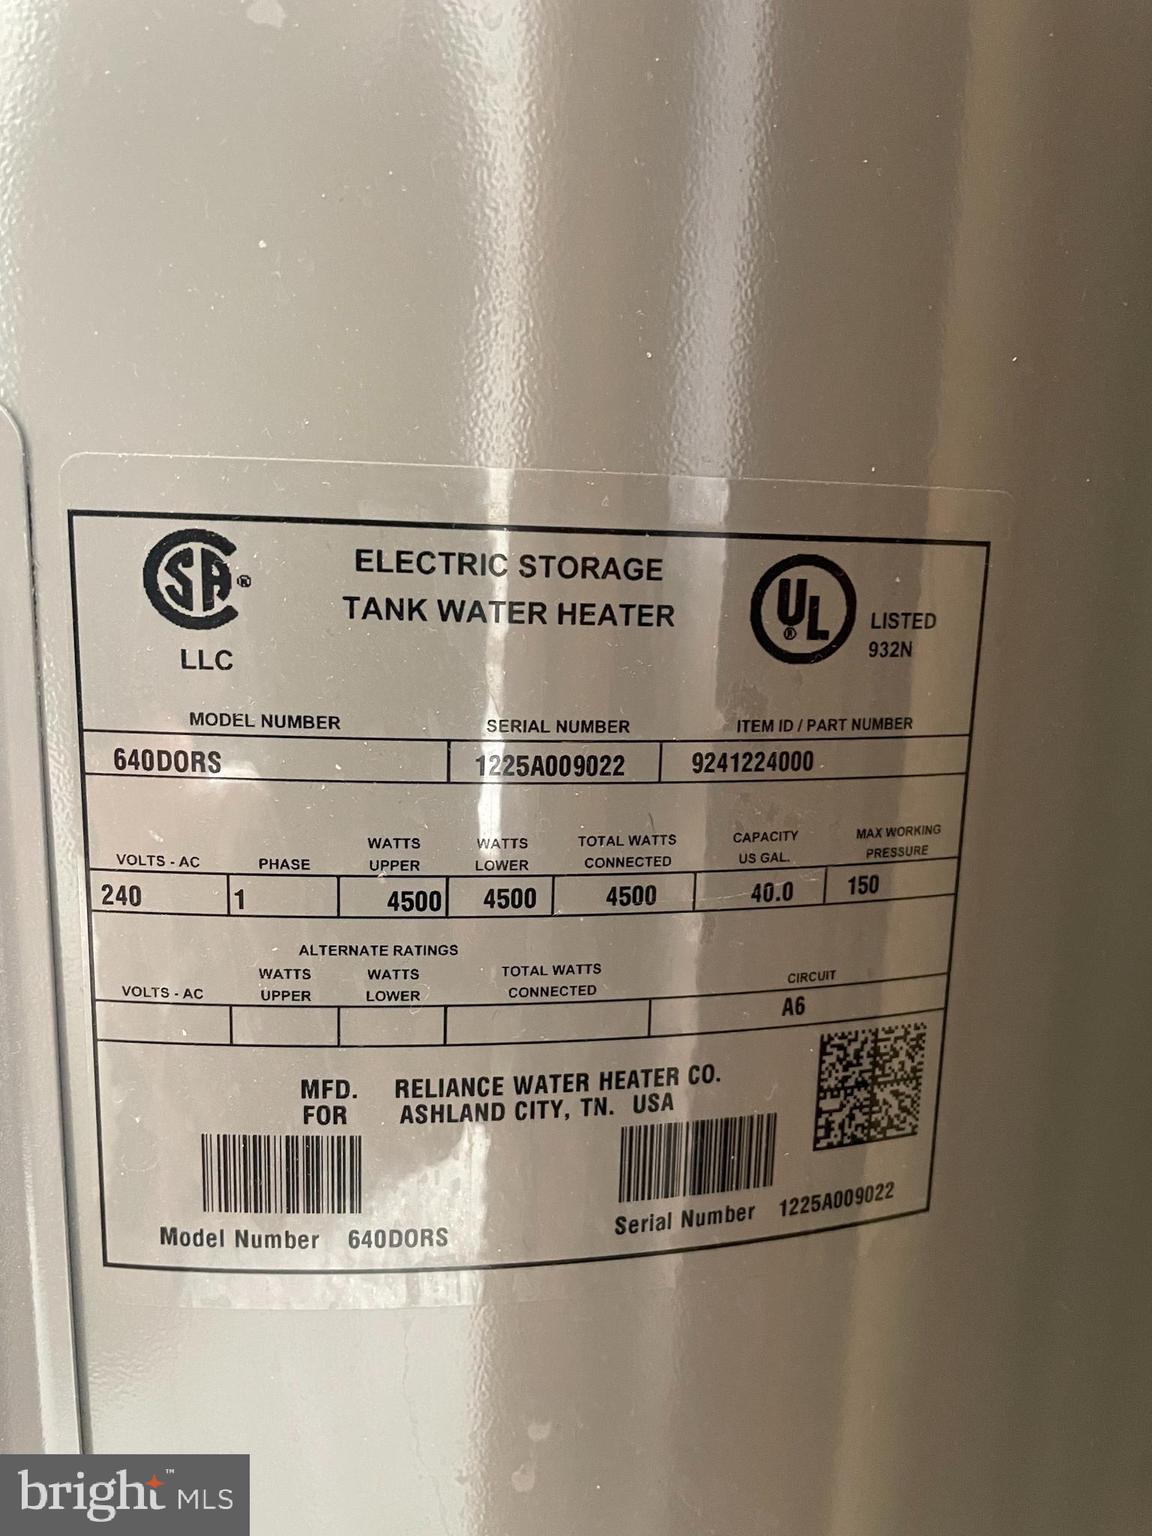 SA®
LLC
ELECTRIC STORAGE
TANK WATER HEATER
UL®
LISTED
932N
MODEL NUMBER SERIAL NUMBER ITEM ID / PART NUMBER
640DORS 1225A009022 9241224000
VOLTS - AC PHASE WATTS UPPER WATTS LOWER TOTAL WATTS CONNECTED CAPACITY US GAL. MAX WORKING PRESSURE
240 1 4500 4500 4500 40.0 150
ALTERNATE RATINGS
VOLTS - AC WATTS UPPER WATTS LOWER TOTAL WATTS CONNECTED CIRCUIT
A6
MFD. RELIANCE WATER HEATER CO.
FOR ASHLAND CITY, TN. USA
Model Number 640DORS
Serial Number 1225A009022
bright™ MLS